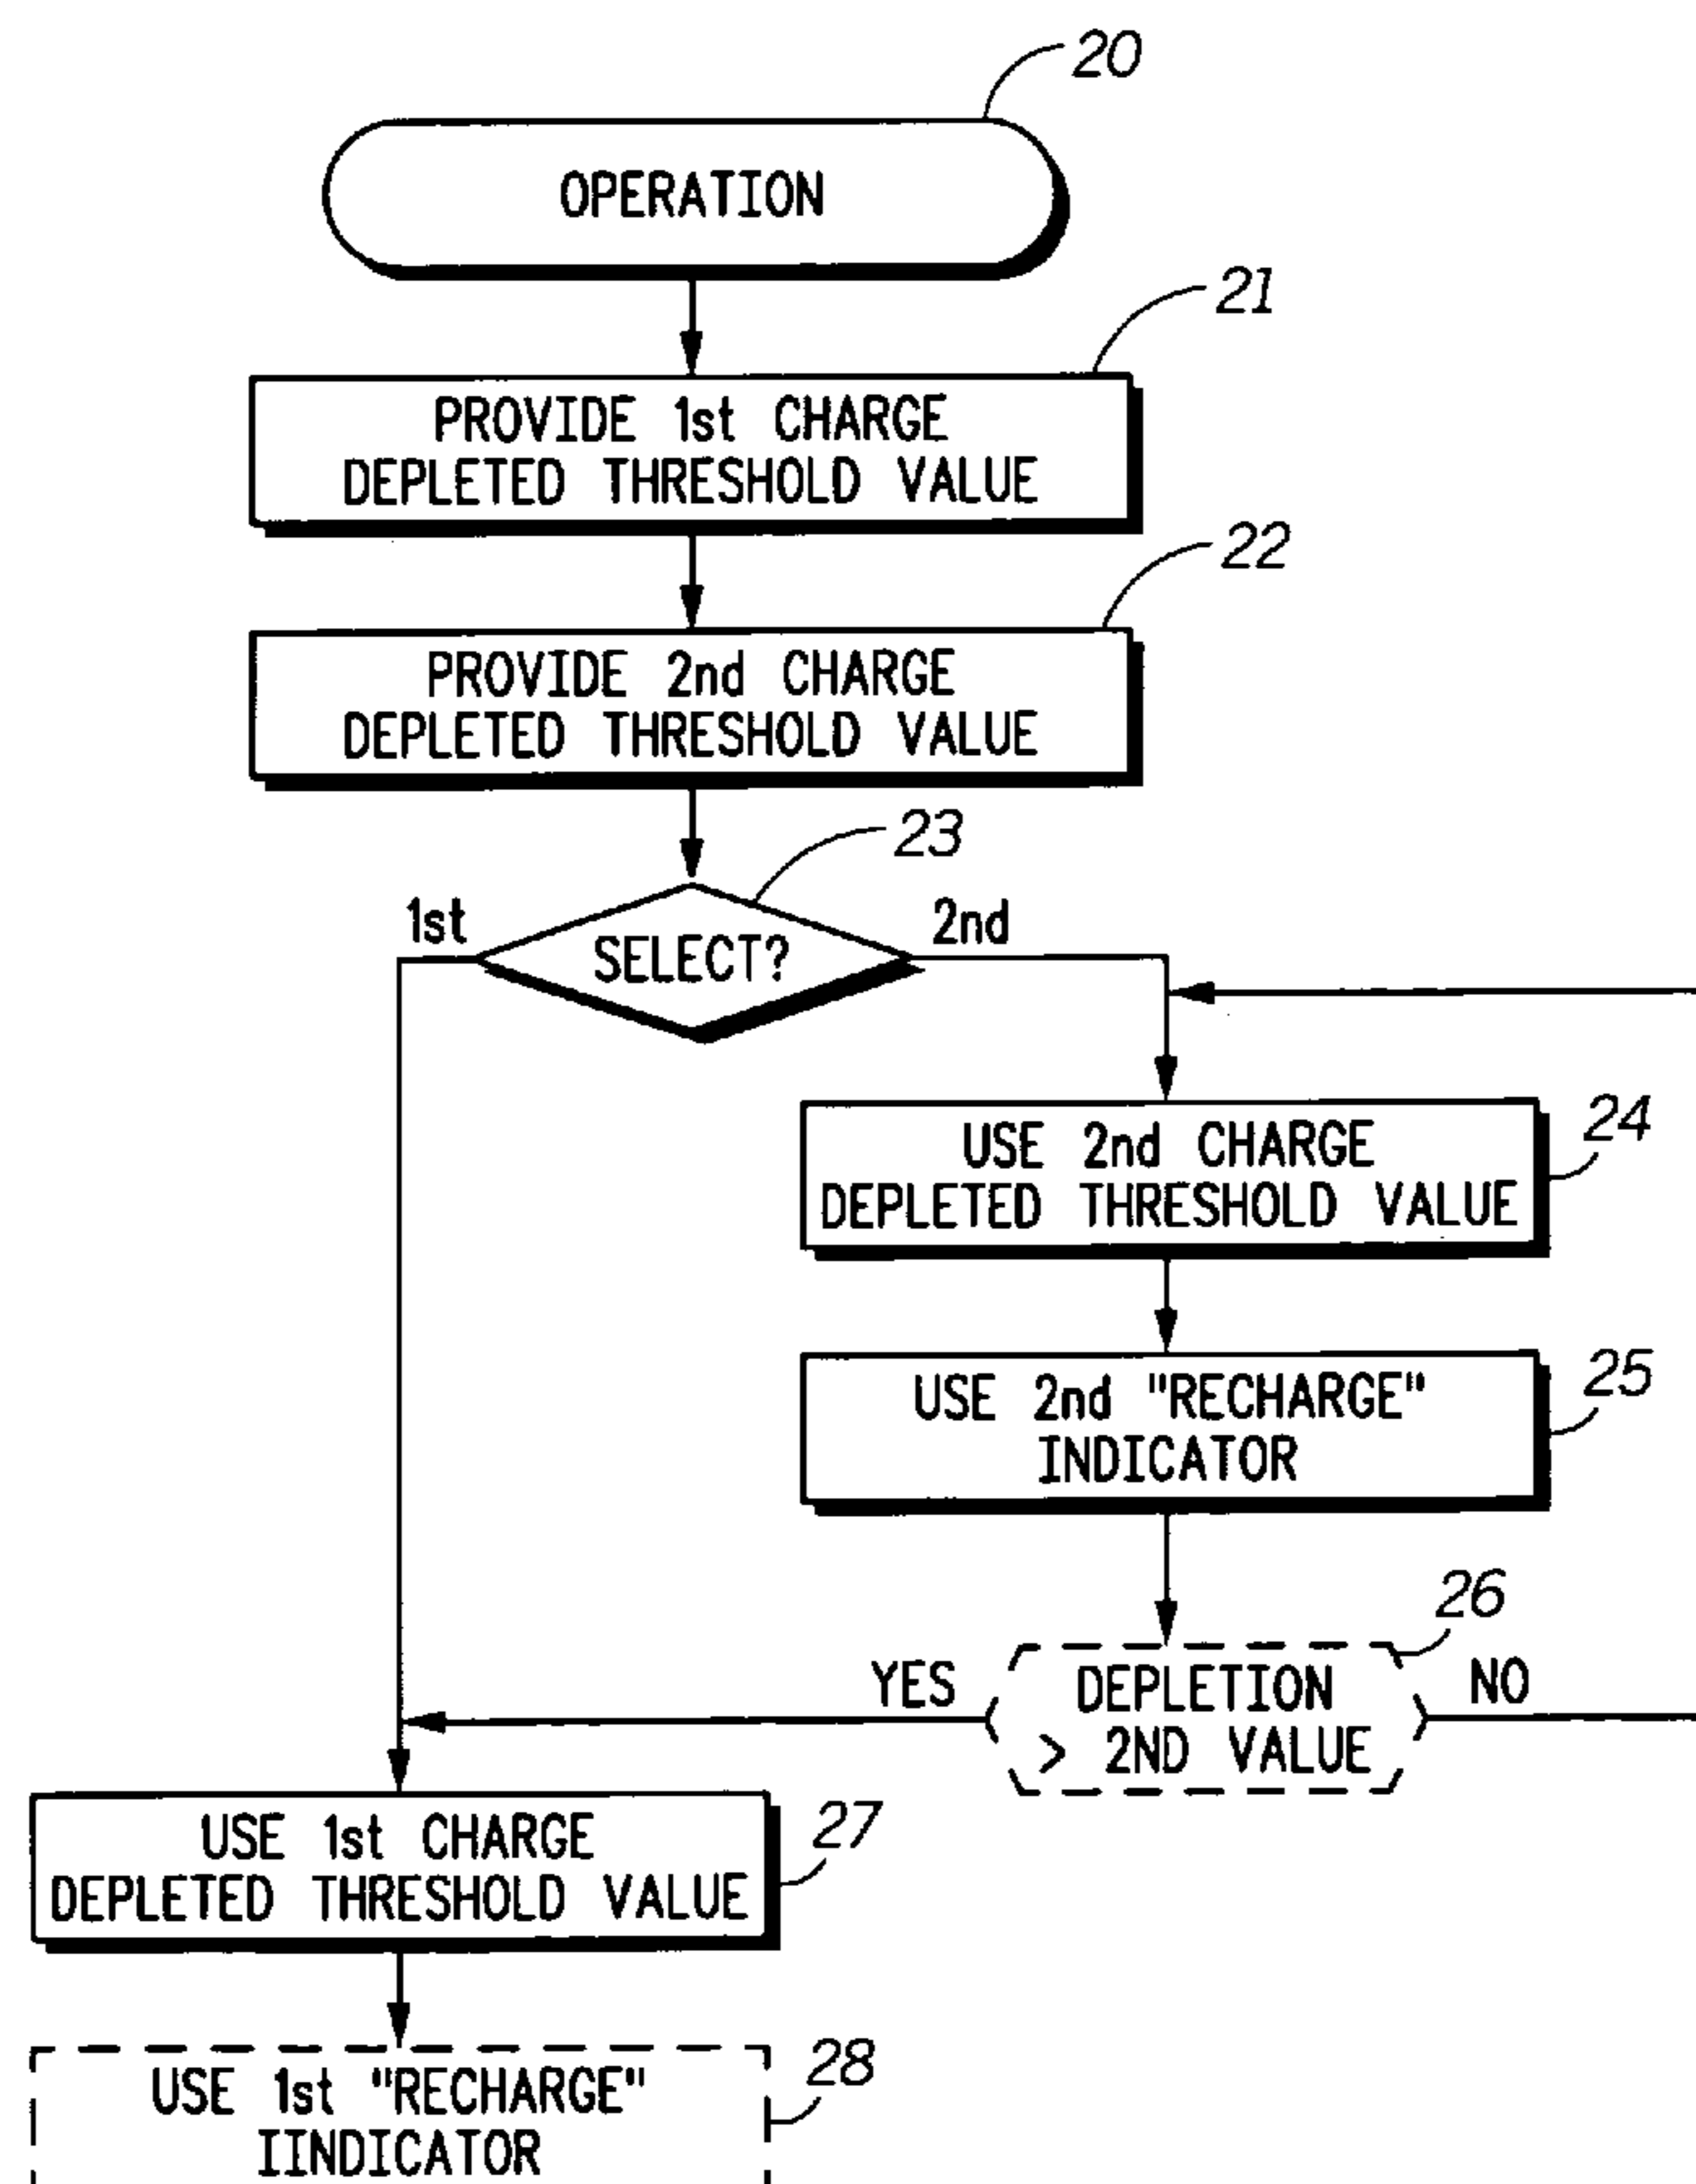 20
OPERATION
21
PROVIDE 1st CHARGE
DEPLETED THRESHOLD VALUE
22
PROVIDE 2nd CHARGE
DEPLETED THRESHOLD VALUE
23
1st
SELECT?
2nd
24
USE 2nd CHARGE
DEPLETED THRESHOLD VALUE
25
USE 2nd "RECHARGE"
INDICATOR
26
YES
DEPLETION
> 2ND VALUE
NO
27
USE 1st CHARGE
DEPLETED THRESHOLD VALUE
28
USE 1st "RECHARGE"
IINDICATOR